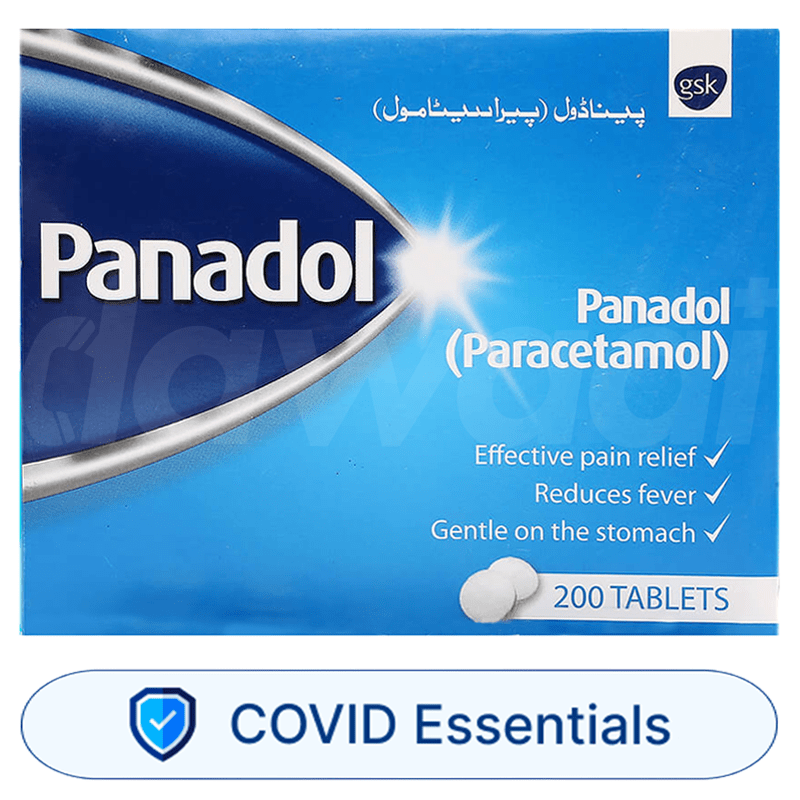 gsk
پیناڈول (پیراسیٹامول)
Panadol
Panadol
(Paracetamol)
dawaai+
Effective pain relief ✓
Reduces fever ✓
Gentle on the stomach ✓
200 TABLETS
COVID Essentials